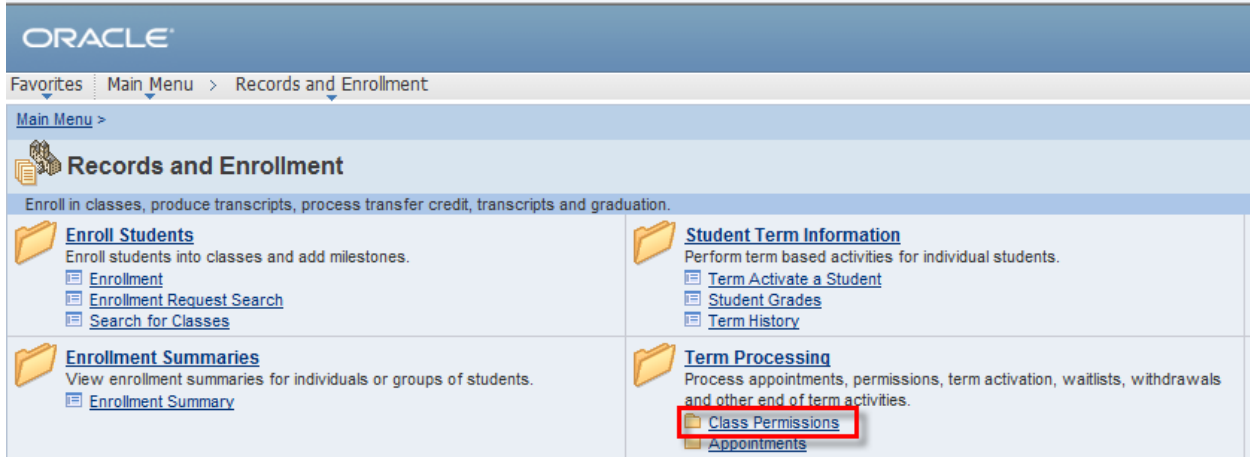 ORACLE
Favorites Main Menu > Records and Enrollment
Main Menu >
Records and Enrollment
Enroll in classes, produce transcripts, process transfer credit, transcripts and graduation.
Enroll Students
Enroll students into classes and add milestones.
Enrollment
Enrollment Request Search
Search for Classes
Student Term Information
Perform term based activities for individual students.
Term Activate a Student
Student Grades
Term History
Enrollment Summaries
View enrollment summaries for individuals or groups of students.
Enrollment Summary
Term Processing
Process appointments, permissions, term activation, waitlists, withdrawals
and other end of term activities.
Class Permissions
Appointments